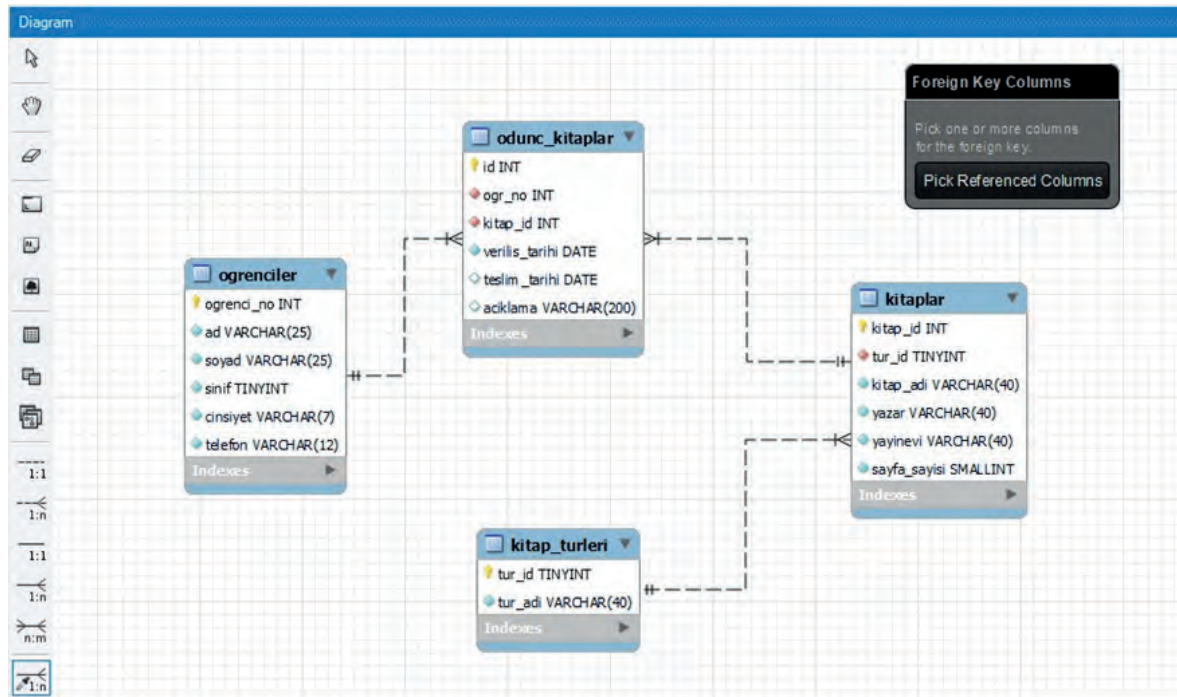 Diagram
Foreign Key Columns
Pick one or more columns
for the foreign key.
Pick Referenced Columns
odunc_kitaplar
id INT
ogr_no INT
kitap_id INT
verilis_tarihi DATE
teslim_tarihi DATE
aciklama VARCHAR(200)
Indexes
ogrenciler
ogrenci_no INT
ad VARCHAR(25)
soyad VARCHAR(25)
sinif TINYINT
cinsiyet VARCHAR(7)
telefon VARCHAR(12)
Indexes
kitaplar
kitap_id INT
tur_id TINYINT
kitap_adi VARCHAR(40)
yazar VARCHAR(40)
yayinevi VARCHAR(40)
sayfa_sayisi SMALLINT
Indexes
kitap_turleri
tur_id TINYINT
tur_adi VARCHAR(40)
Indexes
1:1
1:n
1:1
1:n
n:m
1:n